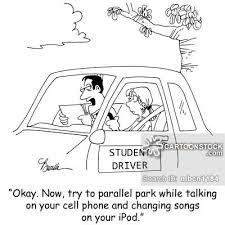 CARTOONSTOCK
.com
STUDENT
DRIVER
Search ID: mbcn1184
"Okay. Now, try to parallel park while talking
on your cell phone and changing songs
on your iPod."